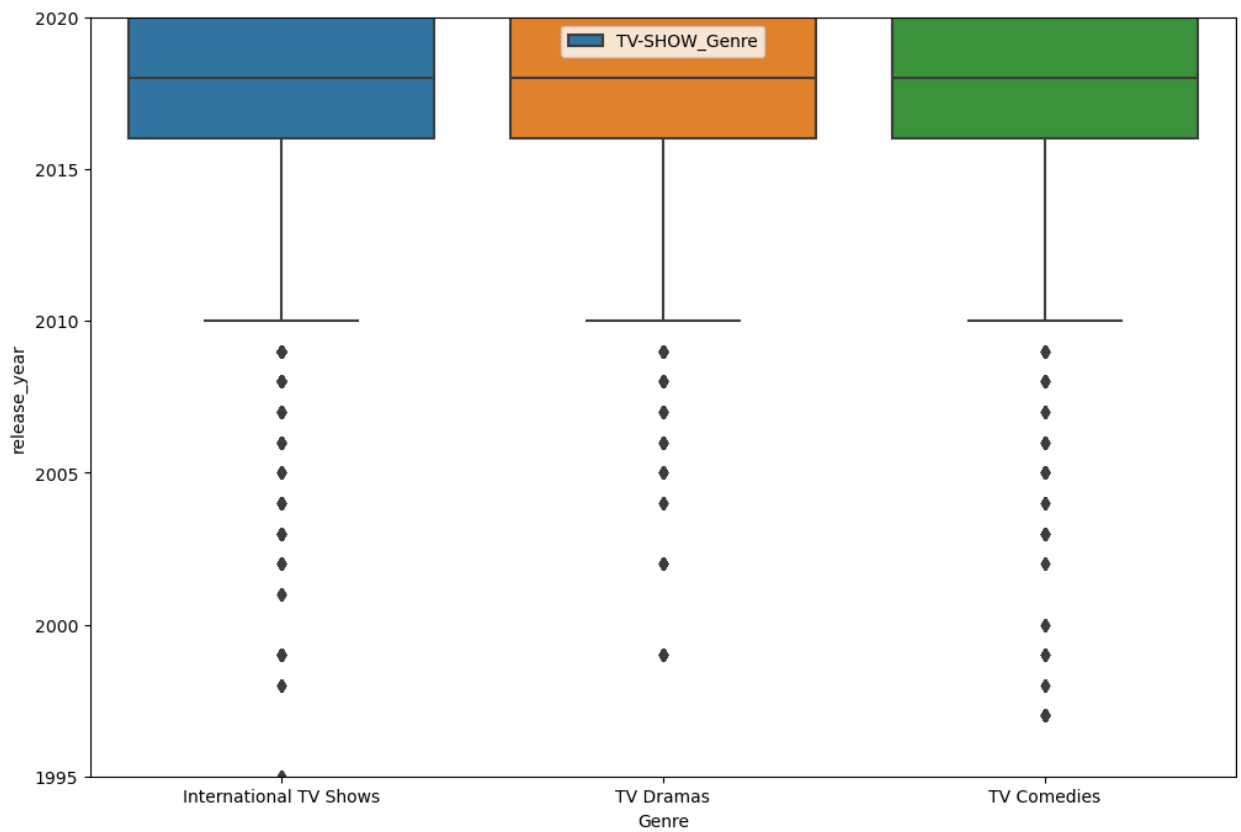 2020
TV-SHOW_Genre
2015
2010
release_year
2005
2000
1995
International TV Shows
TV Dramas
TV Comedies
Genre